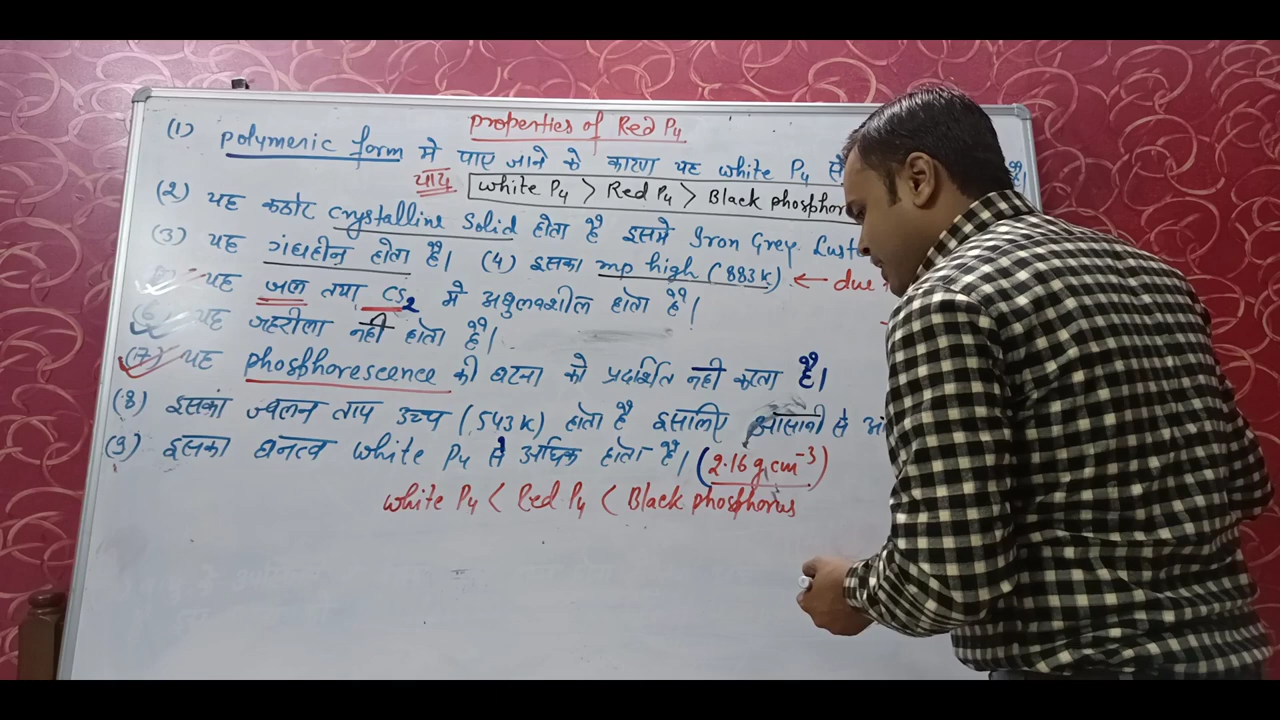 properties of Red P4
(1) polymeric form मे पाए जाने के कारण यह white P4 से है।
याद white P4 > Red P4 > Black phosphor
(2) यह कठोर crystalline solid होता है इसमे Iron Grey Lust
(3) यह गंधहीन होता है। (4) इसका mp high (883K) ← due
यह जल तथा CS2 मे अघुलनशील होता है।
(6) यह जहरीला नही होता है।
(7) यह phosphorescence की घटना को प्रदर्शित नही करता है।
(8) इसका ज्वलन ताप उच्च (543K) होता है इसलिए आसानी से
(9) इसका घनत्व white P4 से अधिक होता है। (2.16 g cm⁻³)
white P4 < Red P4 < Black phosphorus